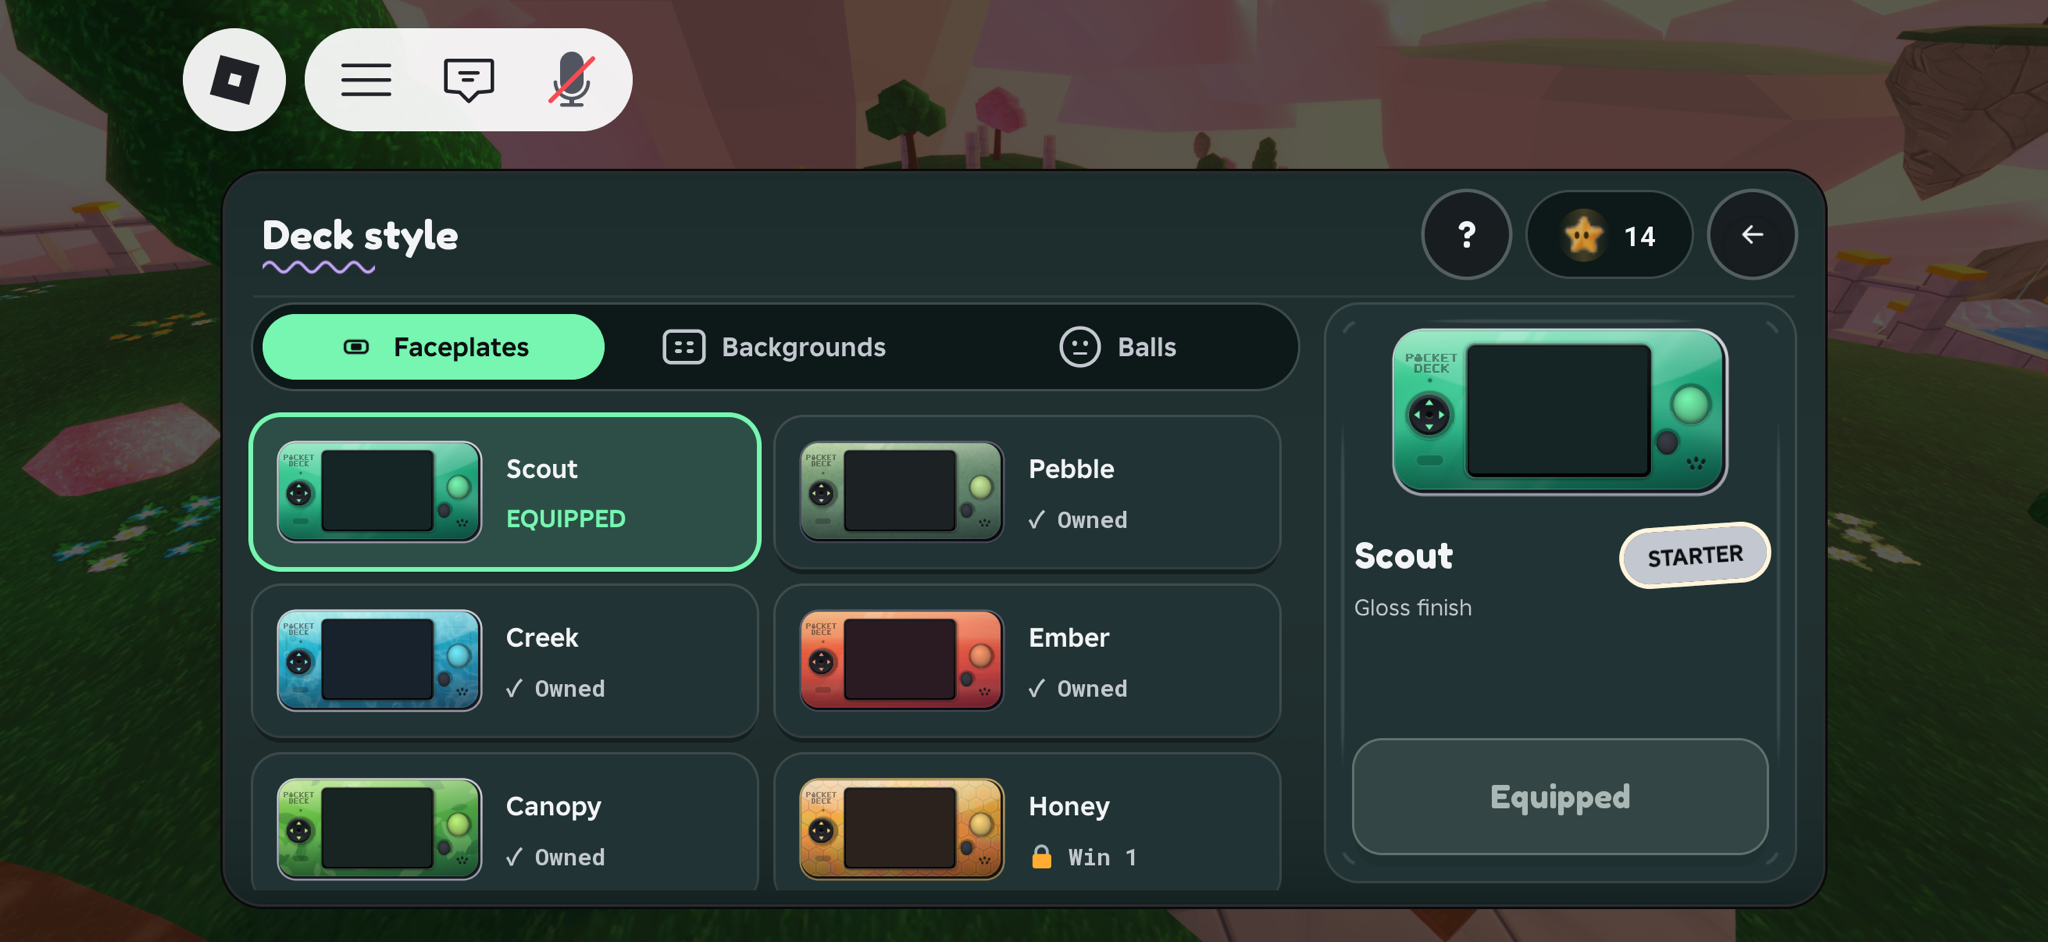 Deck style
?
14
Faceplates
Backgrounds
Balls
POCKET
DECK
Scout
EQUIPPED
POCKET
DECK
Pebble
✓ Owned
POCKET
DECK
Creek
✓ Owned
POCKET
DECK
Ember
✓ Owned
POCKET
DECK
Canopy
✓ Owned
POCKET
DECK
Honey
Win 1
POCKET
DECK
Scout
STARTER
Gloss finish
Equipped